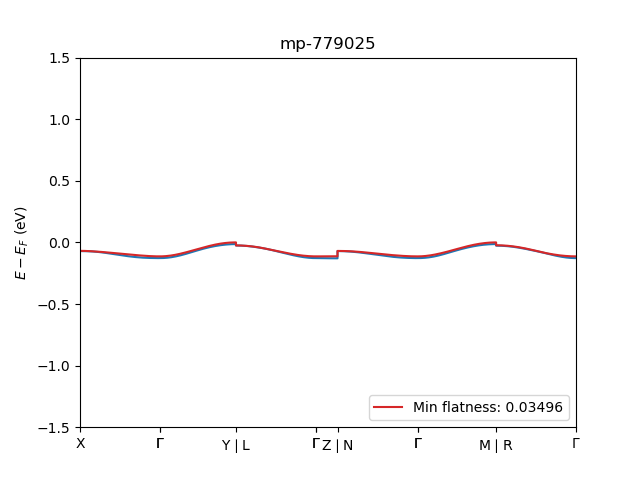 mp-779025
1.5
1.0
0.5
0.0
−0.5
−1.0
−1.5
E − E_F (eV)
Min flatness: 0.03496
X Γ Y | L Γ Z | N Γ M | R Γ